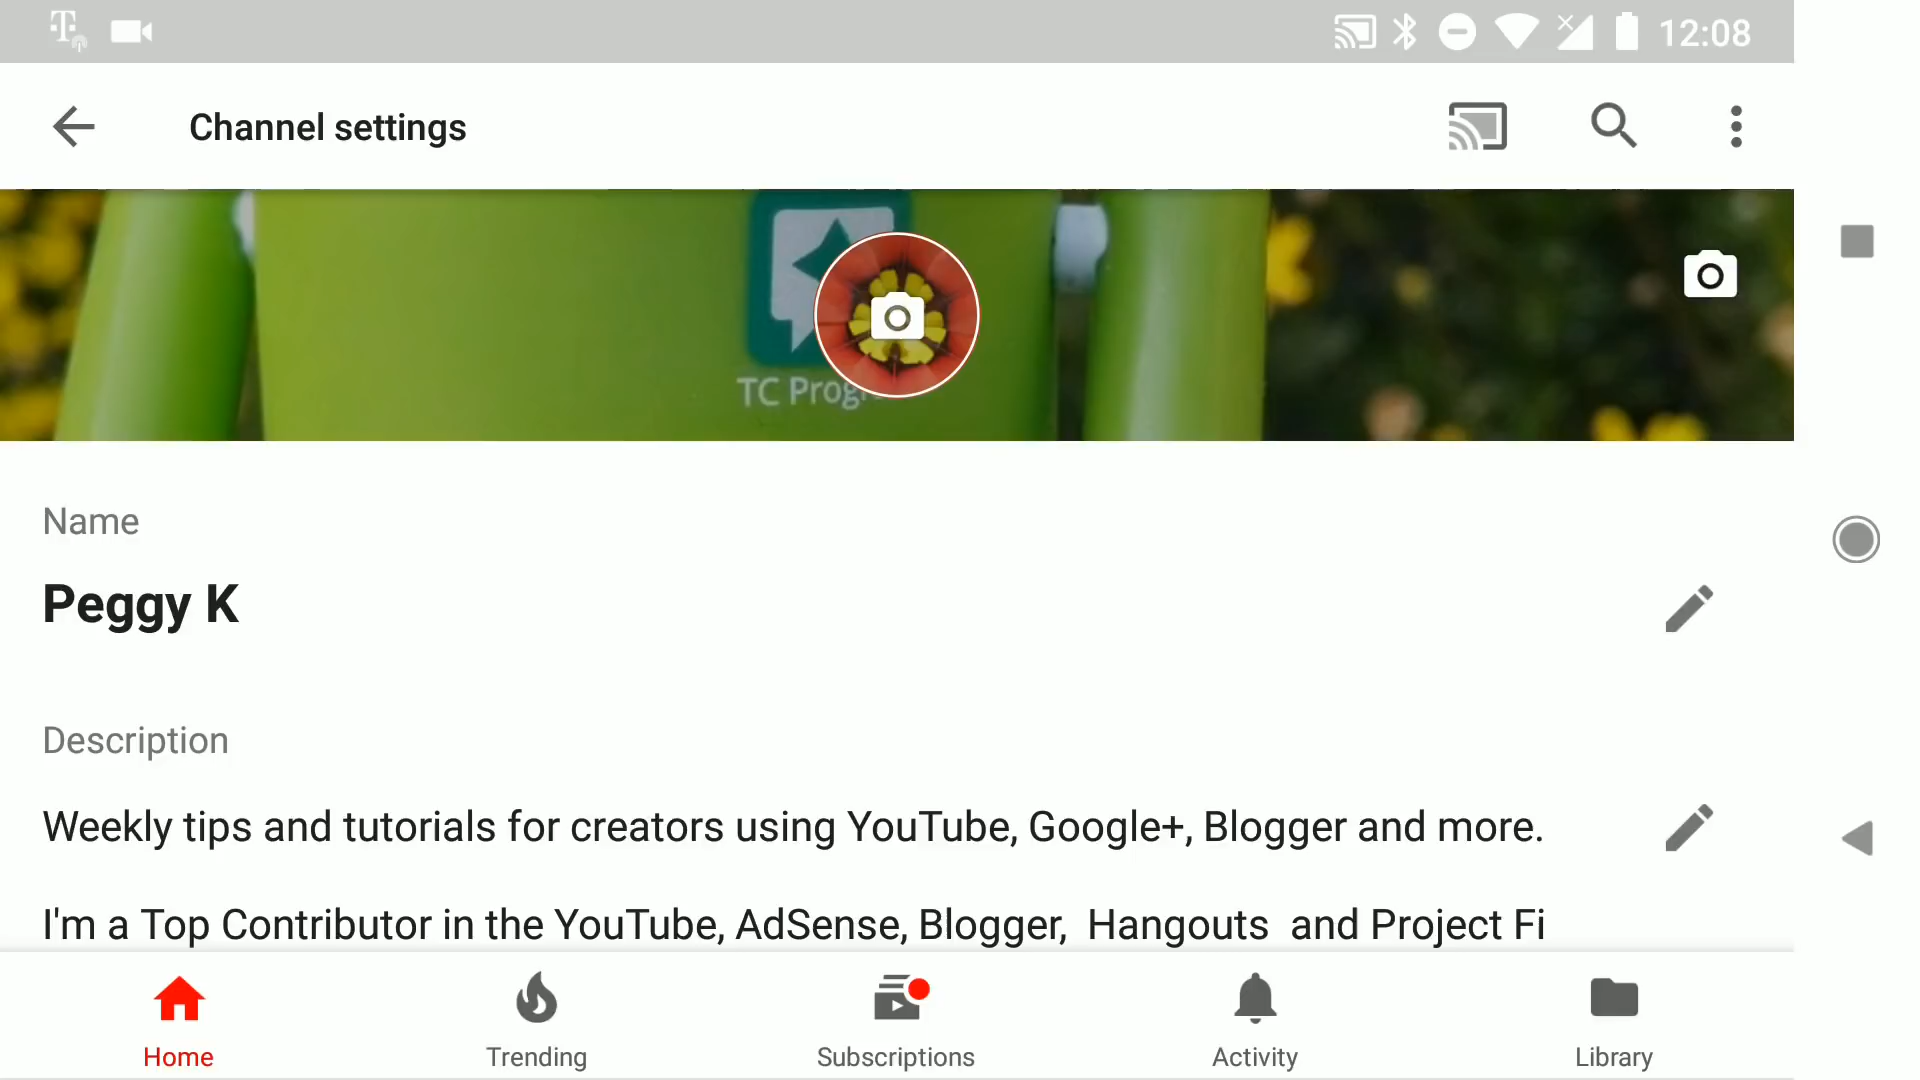 12:08
Channel settings
TC Prog
Name
Peggy K
Description
Weekly tips and tutorials for creators using YouTube, Google+, Blogger and more.
I'm a Top Contributor in the YouTube, AdSense, Blogger,  Hangouts  and Project Fi
Home
Trending
Subscriptions
Activity
Library